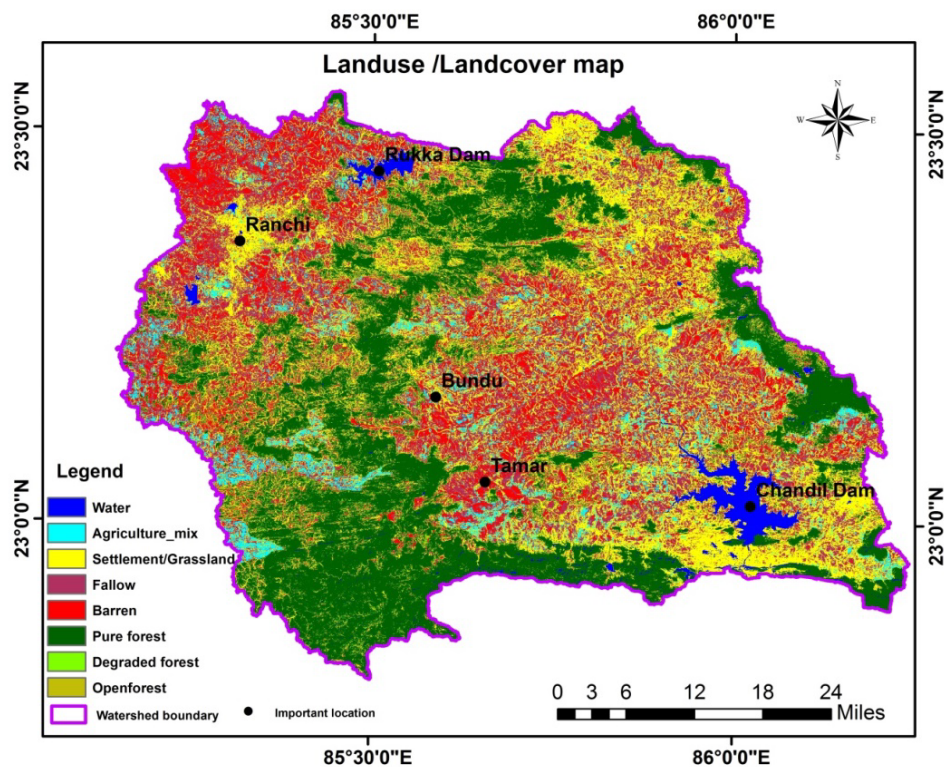 85°30'0"E 86°0'0"E
Landuse /Landcover map
N
W E
S
23°30'0"N 23°30'0"N
Rukka Dam
Ranchi
Bundu
Tamar
Chandil Dam
23°0'0"N 23°0'0"N
Legend
Water
Agriculture_mix
Settlement/Grassland
Fallow
Barren
Pure forest
Degraded forest
Openforest
Watershed boundary Important location
0 3 6 12 18 24
Miles
85°30'0"E 86°0'0"E